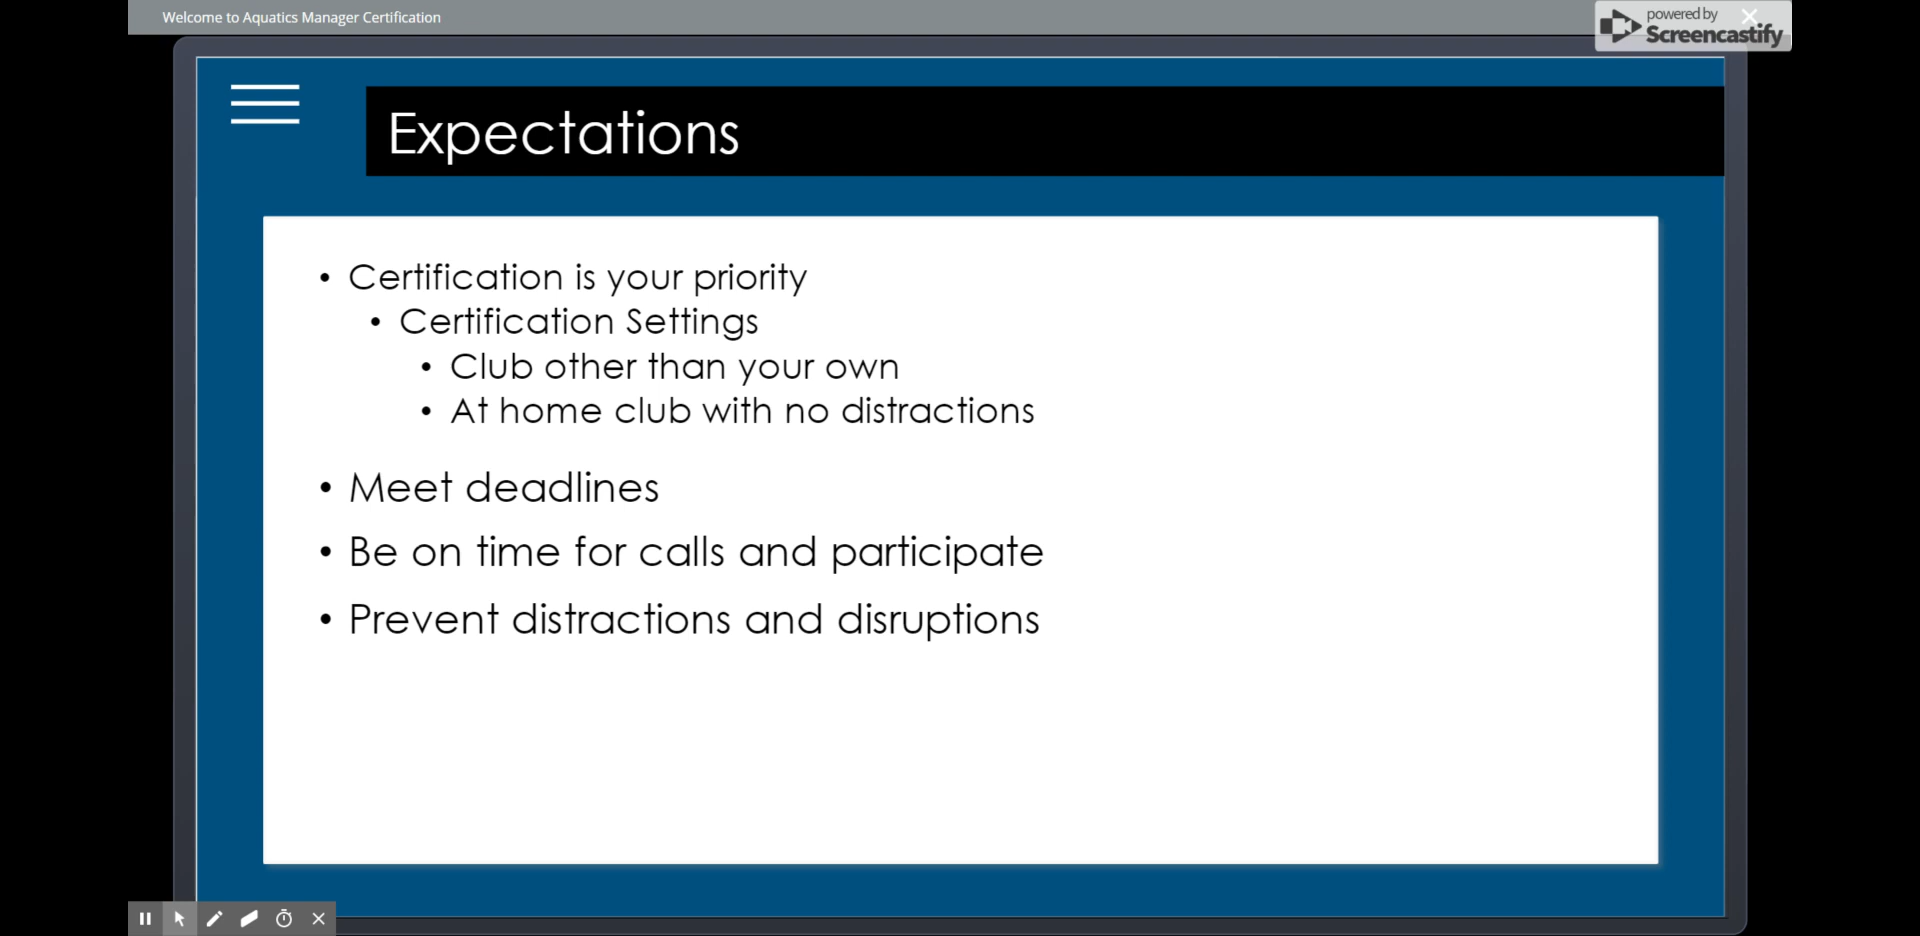 Welcome to Aquatics Manager Certification
powered by
Screencastify
Expectations
• Certification is your priority
• Certification Settings
• Club other than your own
• At home club with no distractions
• Meet deadlines
• Be on time for calls and participate
• Prevent distractions and disruptions